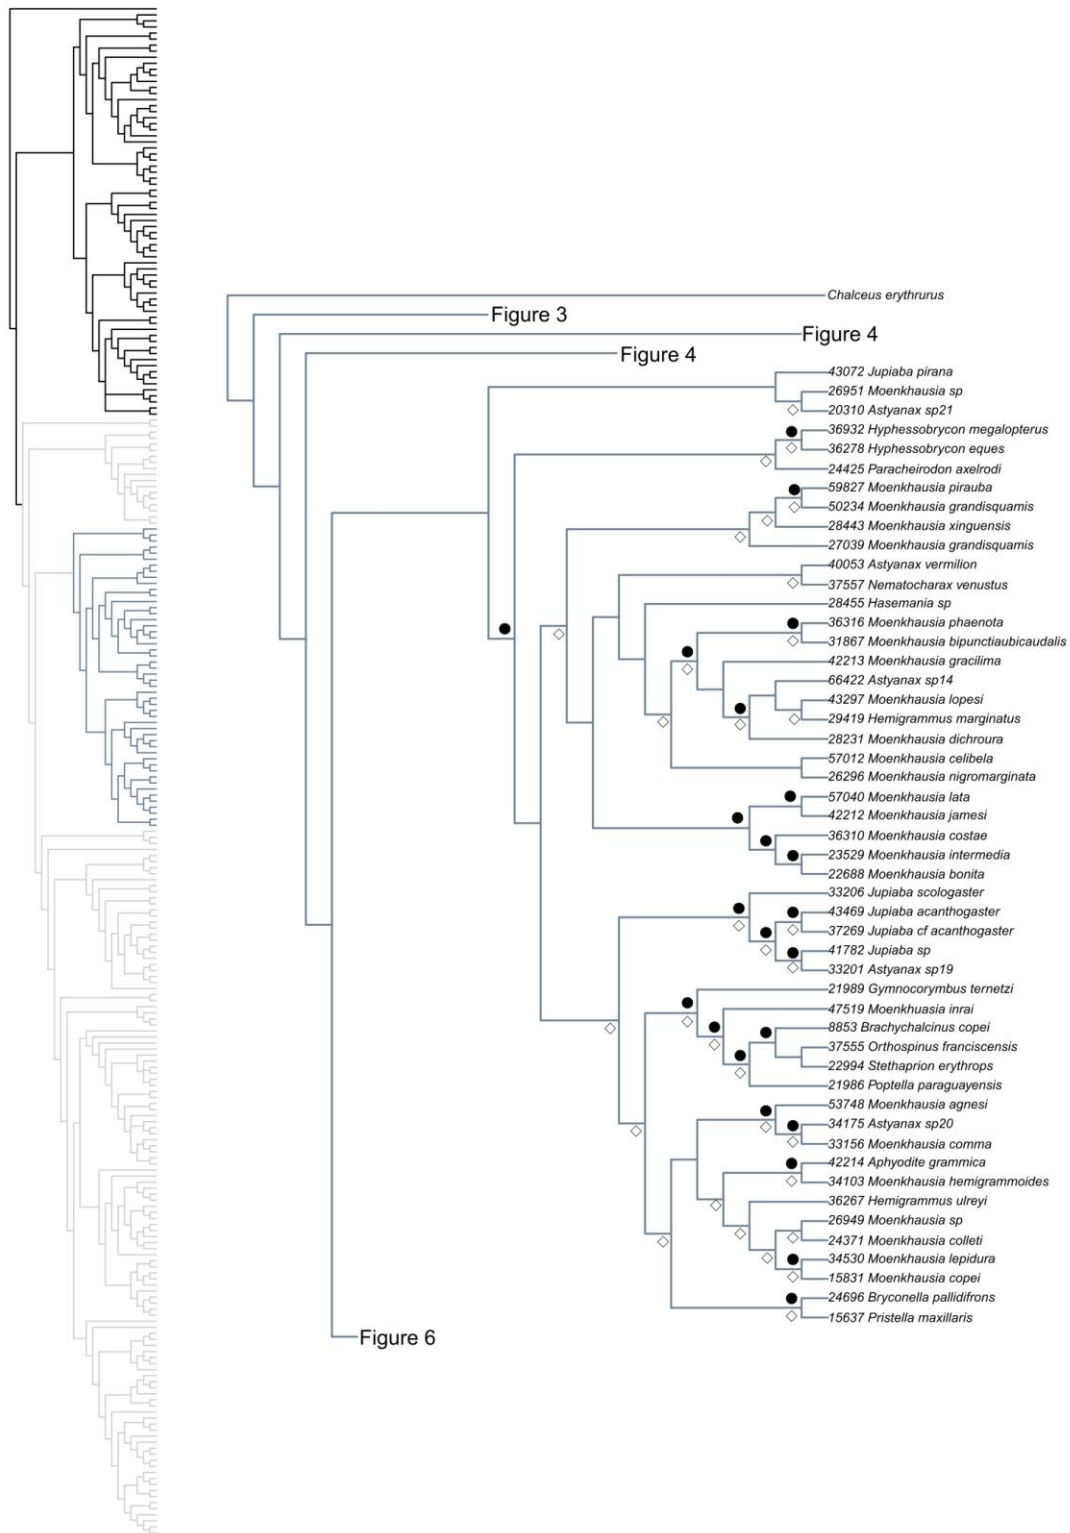 Chalceus erythrurus
Figure 3
Figure 4
Figure 4
43072 Jupiaba pirana
26951 Moenkhausia sp
20310 Astyanax sp21
36932 Hyphessobrycon megalopterus
36278 Hyphessobrycon eques
24425 Paracheirodon axelrodi
59827 Moenkhausia pirauba
50234 Moenkhausia grandisquamis
28443 Moenkhausia xinguensis
27039 Moenkhausia grandisquamis
40053 Astyanax vermilion
37557 Nematocharax venustus
28455 Hasemania sp
36316 Moenkhausia phaenota
31867 Moenkhausia bipunctiaubicaudalis
42213 Moenkhausia gracilima
66422 Astyanax sp14
43297 Moenkhausia lopesi
29419 Hemigrammus marginatus
28231 Moenkhausia dichroura
57012 Moenkhausia celibela
26296 Moenkhausia nigromarginata
57040 Moenkhausia lata
42212 Moenkhausia jamesi
36310 Moenkhausia costae
23529 Moenkhausia intermedia
22688 Moenkhausia bonita
33206 Jupiaba scologaster
43469 Jupiaba acanthogaster
37269 Jupiaba cf acanthogaster
41782 Jupiaba sp
33201 Astyanax sp19
21989 Gymnocorymbus ternetzi
47519 Moenkhuasia inrai
8853 Brachychalcinus copei
37555 Orthospinus franciscensis
22994 Stethaprion erythrops
21986 Poptella paraguayensis
53748 Moenkhausia agnesi
34175 Astyanax sp20
33156 Moenkhausia comma
42214 Aphyodite grammica
34103 Moenkhausia hemigrammoides
36267 Hemigrammus ulreyi
26949 Moenkhausia sp
24371 Moenkhausia colleti
34530 Moenkhausia lepidura
15831 Moenkhausia copei
24696 Bryconella pallidifrons
15637 Pristella maxillaris
Figure 6